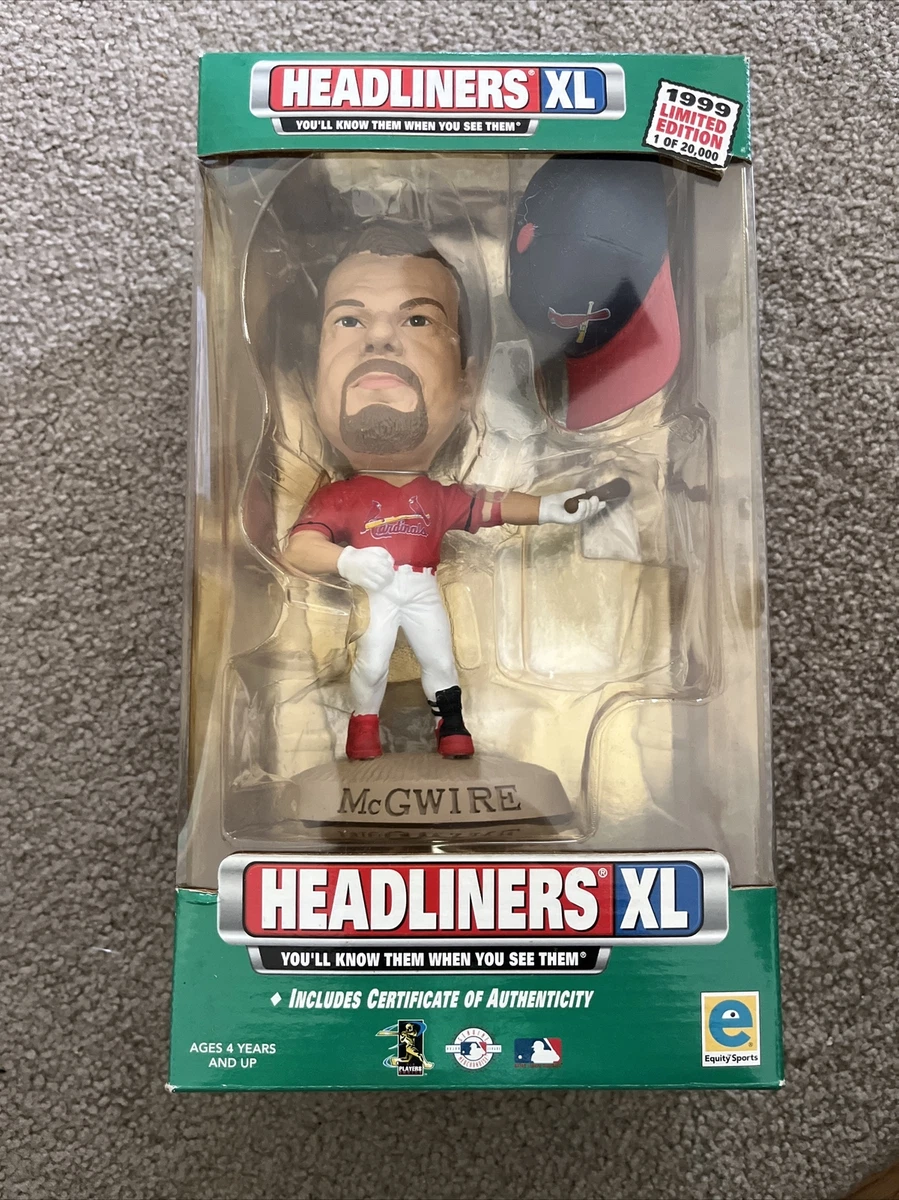 HEADLINERS® XL
YOU'LL KNOW THEM WHEN YOU SEE THEM®
1999
LIMITED
EDITION
1 OF 20,000
Cardinals
McGWIRE
HEADLINERS® XL
YOU'LL KNOW THEM WHEN YOU SEE THEM®
♦ INCLUDES CERTIFICATE OF AUTHENTICITY
AGES 4 YEARS
AND UP
PLAYERS
e
Equity Sports